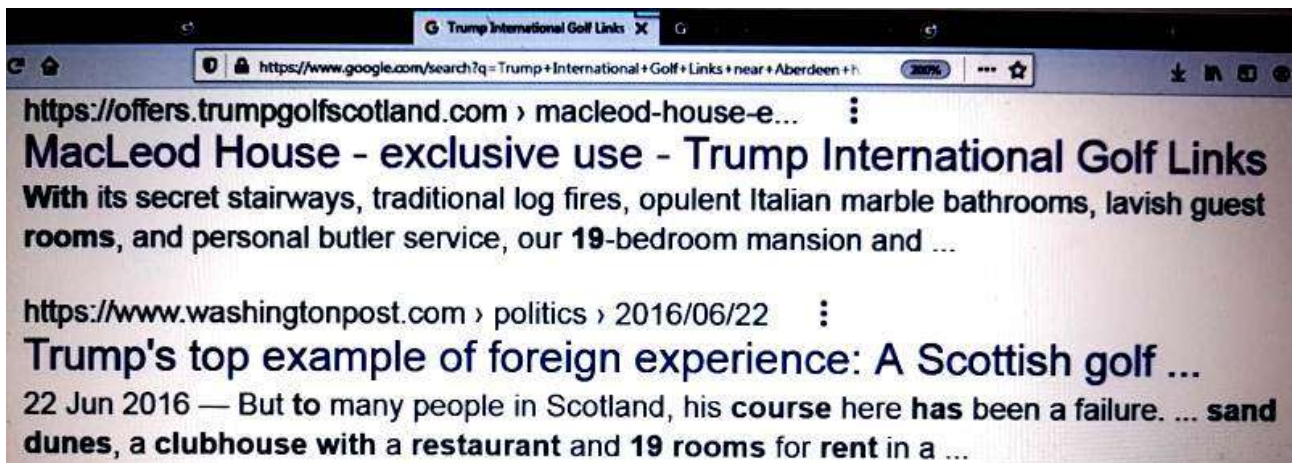 G Trump International Golf Links X
https://www.google.com/search?q=Trump+International+Golf+Links+near+Aberdeen+h 200% ...
https://offers.trumpgolfscotland.com › macleod-house-e...
MacLeod House - exclusive use - Trump International Golf Links
With its secret stairways, traditional log fires, opulent Italian marble bathrooms, lavish guest
rooms, and personal butler service, our 19-bedroom mansion and ...
https://www.washingtonpost.com › politics › 2016/06/22
Trump's top example of foreign experience: A Scottish golf ...
22 Jun 2016 — But to many people in Scotland, his course here has been a failure. ... sand
dunes, a clubhouse with a restaurant and 19 rooms for rent in a ...